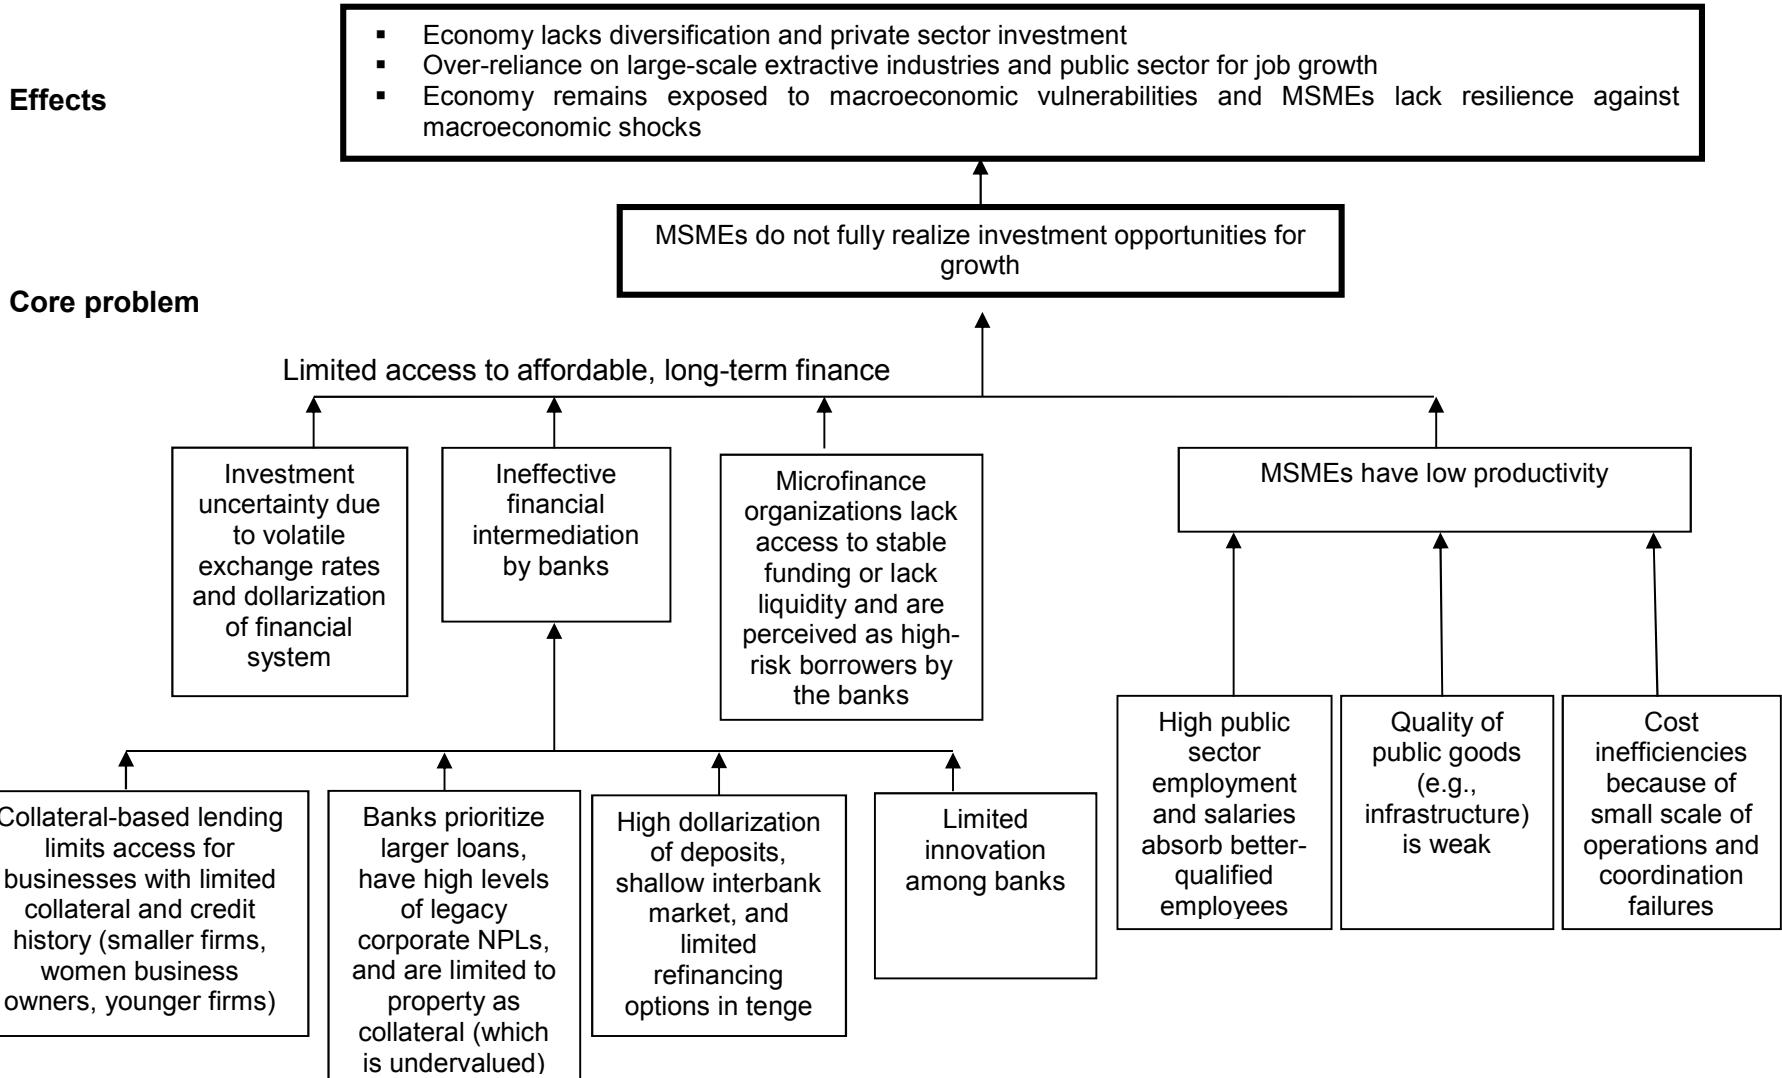 ▪ Economy lacks diversification and private sector investment
▪ Over-reliance on large-scale extractive industries and public sector for job growth
Effects
▪ Economy remains exposed to macroeconomic vulnerabilities and MSMEs lack resilience against
macroeconomic shocks
MSMEs do not fully realize investment opportunities for
growth
Core problem
Limited access to affordable, long-term finance
Investment
uncertainty due
to volatile
exchange rates
and dollarization
of financial
system
Ineffective
financial
intermediation
by banks
Microfinance
organizations lack
access to stable
funding or lack
liquidity and are
perceived as high-
risk borrowers by
the banks
MSMEs have low productivity
High public
sector
employment
and salaries
absorb better-
qualified
employees
Quality of
public goods
(e.g.,
infrastructure)
is weak
Cost
inefficiencies
because of
small scale of
operations and
coordination
failures
Collateral-based lending
limits access for
businesses with limited
collateral and credit
history (smaller firms,
women business
owners, younger firms)
Banks prioritize
larger loans,
have high levels
of legacy
corporate NPLs,
and are limited to
property as
collateral (which
is undervalued)
High dollarization
of deposits,
shallow interbank
market, and
limited
refinancing
options in tenge
Limited
innovation
among banks